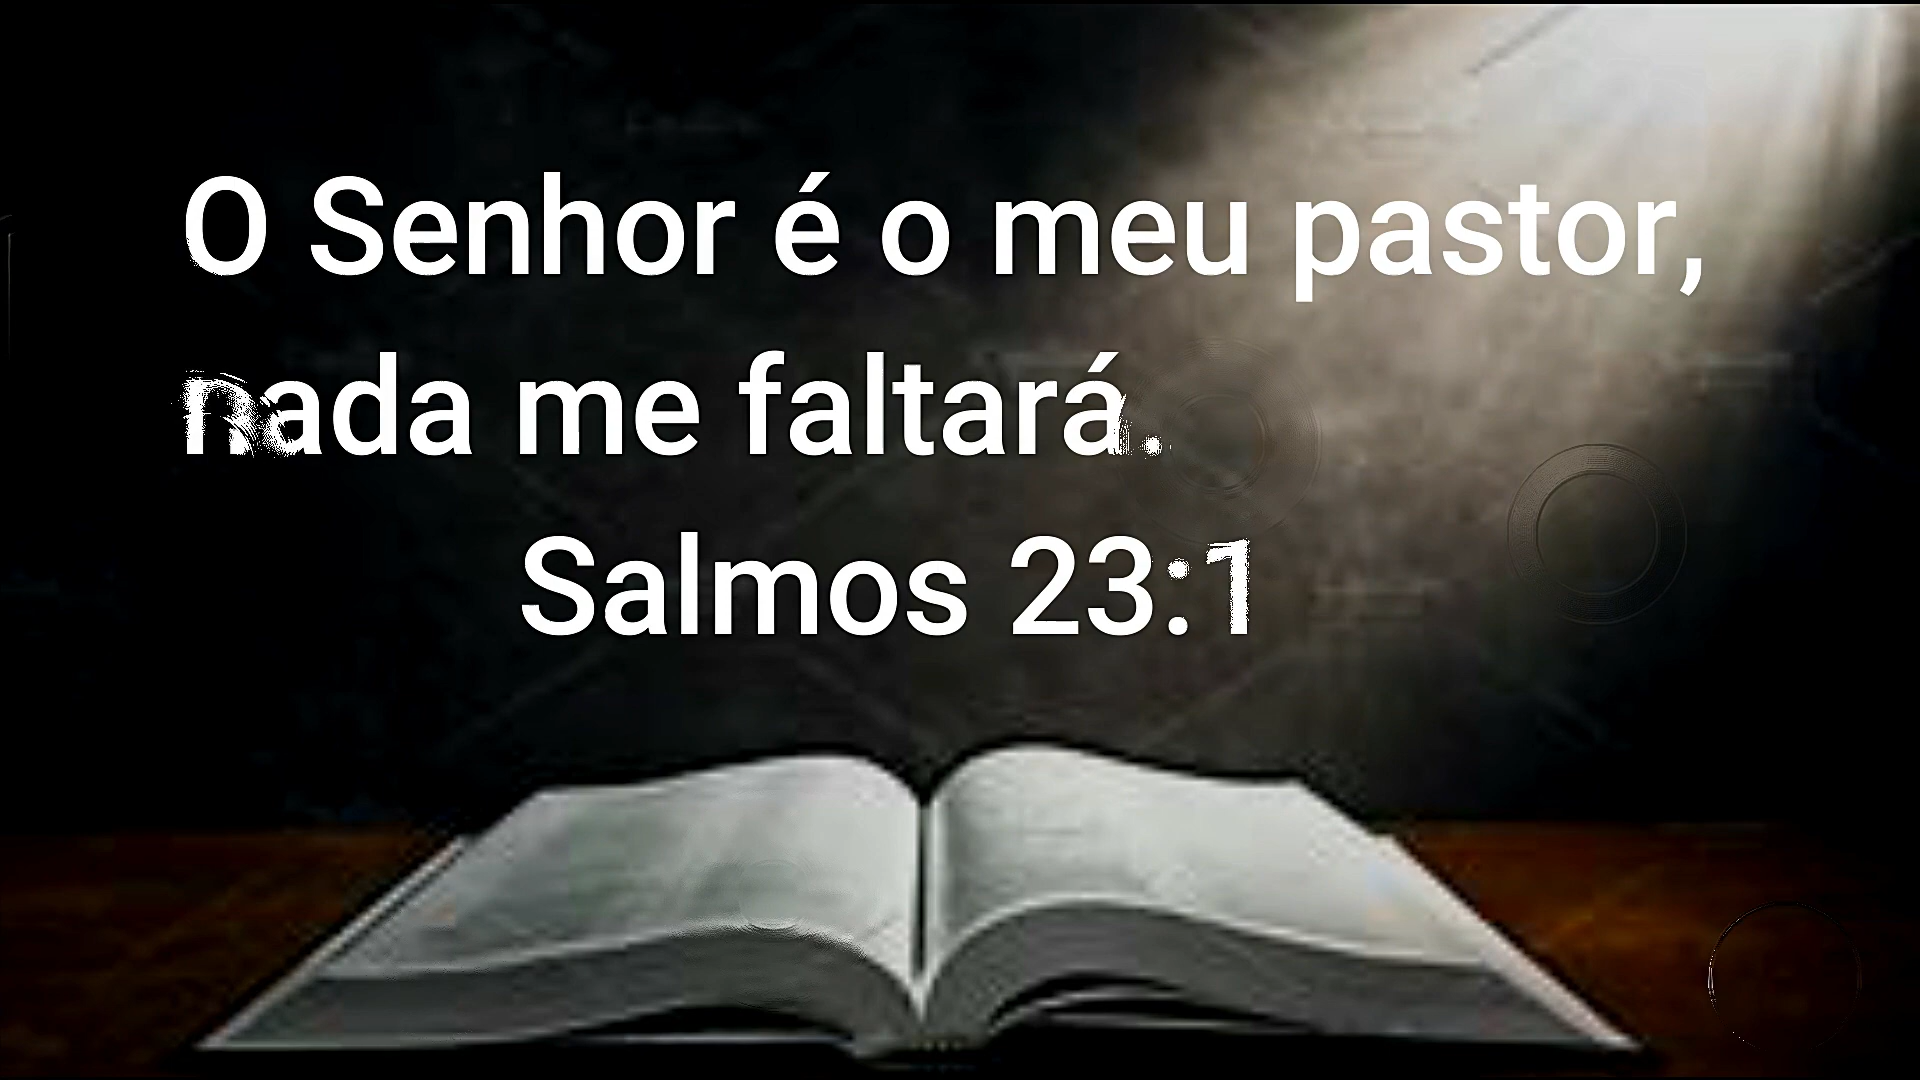 O Senhor é o meu pastor,
nada me faltará.
Salmos 23:1